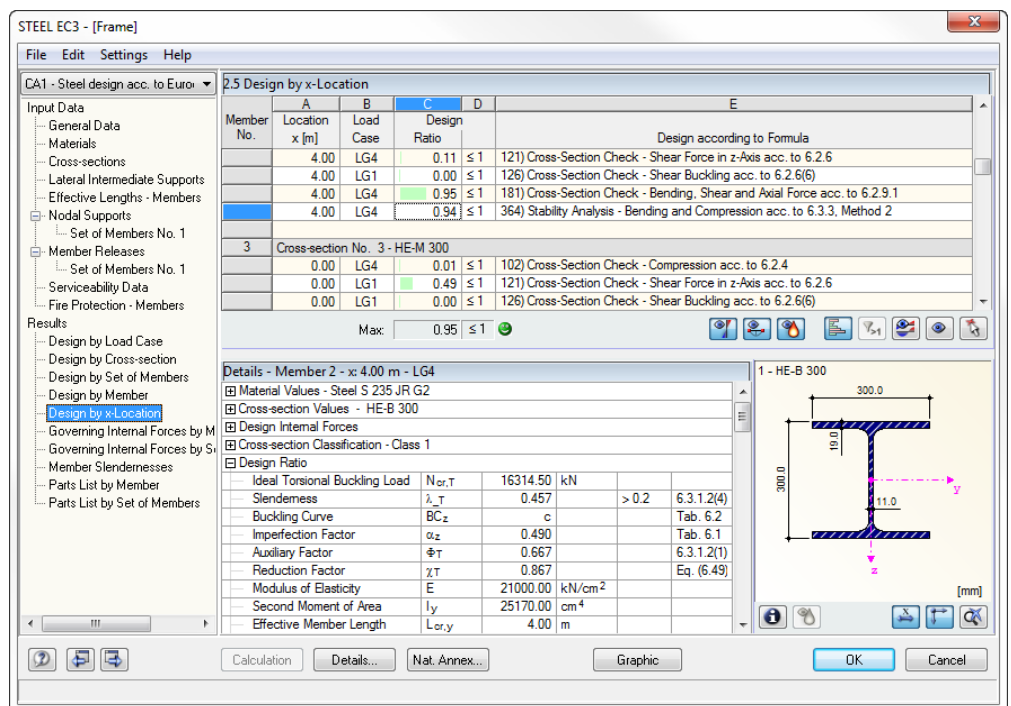 STEEL EC3 - [Frame]
File Edit Settings Help
CA1 - Steel design acc. to Euro
Input Data
General Data
Materials
Cross-sections
Lateral Intermediate Supports
Effective Lengths - Members
Nodal Supports
Set of Members No. 1
Member Releases
Set of Members No. 1
Serviceability Data
Fire Protection - Members
Results
Design by Load Case
Design by Cross-section
Design by Set of Members
Design by Member
Design by x-Location
Governing Internal Forces by M
Governing Internal Forces by S
Member Slendernesses
Parts List by Member
Parts List by Set of Members
2.5 Design by x-Location
A B C D E
Member Location Load Design
No. x [m] Case Ratio Design according to Formula
4.00 LG4 0.11 ≤ 1 121) Cross-Section Check - Shear Force in z-Axis acc. to 6.2.6
4.00 LG1 0.00 ≤ 1 126) Cross-Section Check - Shear Buckling acc. to 6.2.6(6)
4.00 LG4 0.95 ≤ 1 181) Cross-Section Check - Bending, Shear and Axial Force acc. to 6.2.9.1
4.00 LG4 0.94 ≤ 1 364) Stability Analysis - Bending and Compression acc. to 6.3.3, Method 2
3 Cross-section No. 3 - HE-M 300
0.00 LG4 0.01 ≤ 1 102) Cross-Section Check - Compression acc. to 6.2.4
0.00 LG1 0.49 ≤ 1 121) Cross-Section Check - Shear Force in z-Axis acc. to 6.2.6
0.00 LG1 0.00 ≤ 1 126) Cross-Section Check - Shear Buckling acc. to 6.2.6(6)
Max: 0.95 ≤ 1
Details - Member 2 - x: 4.00 m - LG4
Material Values - Steel S 235 JR G2
Cross-section Values - HE-B 300
Design Internal Forces
Cross-section Classification - Class 1
Design Ratio
Ideal Torsional Buckling Load Ncr,T 16314.50 kN
Slenderness λ_T 0.457 > 0.2 6.3.1.2(4)
Buckling Curve BCz c Tab. 6.2
Imperfection Factor αz 0.490 Tab. 6.1
Auxiliary Factor ΦT 0.667 6.3.1.2(1)
Reduction Factor χT 0.867 Eq. (6.49)
Modulus of Elasticity E 21000.00 kN/cm²
Second Moment of Area Iy 25170.00 cm⁴
Effective Member Length Lcr,y 4.00 m
1 - HE-B 300
300.0
19.0
300.0
11.0
y
z
[mm]
Calculation Details... Nat. Annex... Graphic OK Cancel